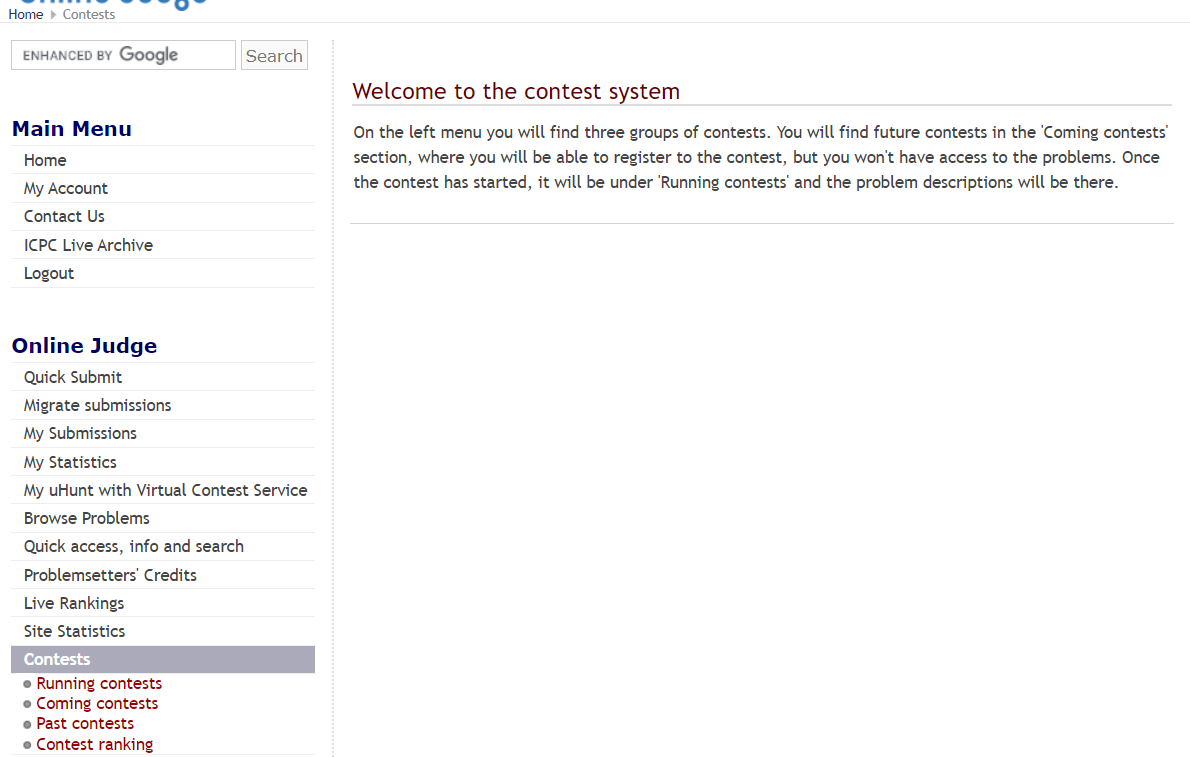 Home Contests
ENHANCED BY Google Search
Main Menu
Home
My Account
Contact Us
ICPC Live Archive
Logout
Online Judge
Quick Submit
Migrate submissions
My Submissions
My Statistics
My uHunt with Virtual Contest Service
Browse Problems
Quick access, info and search
Problemsetters' Credits
Live Rankings
Site Statistics
Contests
Running contests
Coming contests
Past contests
Contest ranking
Welcome to the contest system
On the left menu you will find three groups of contests. You will find future contests in the 'Coming contests'
section, where you will be able to register to the contest, but you won't have access to the problems. Once
the contest has started, it will be under 'Running contests' and the problem descriptions will be there.